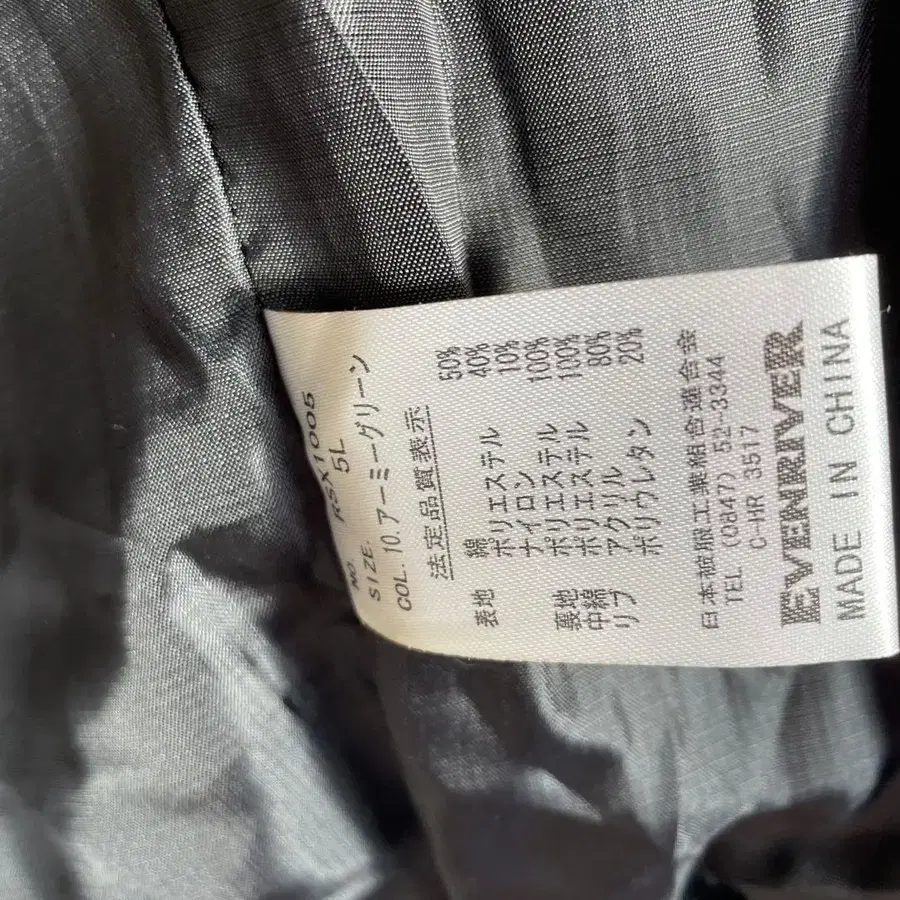 NO. RSX1005
SIZE. 5L
COL. 10.アーミーグリーン
法定品質表示
表地 綿 50%
ポリエステル 40%
ナイロン 10%
裏地 ポリエステル 100%
中綿 ポリエステル 100%
リブ アクリル 80%
ポリウレタン 20%
日本被服工業組合連合会
TEL (0847) 52-3344
C-HR 3517
EVENRIVER
MADE IN CHINA